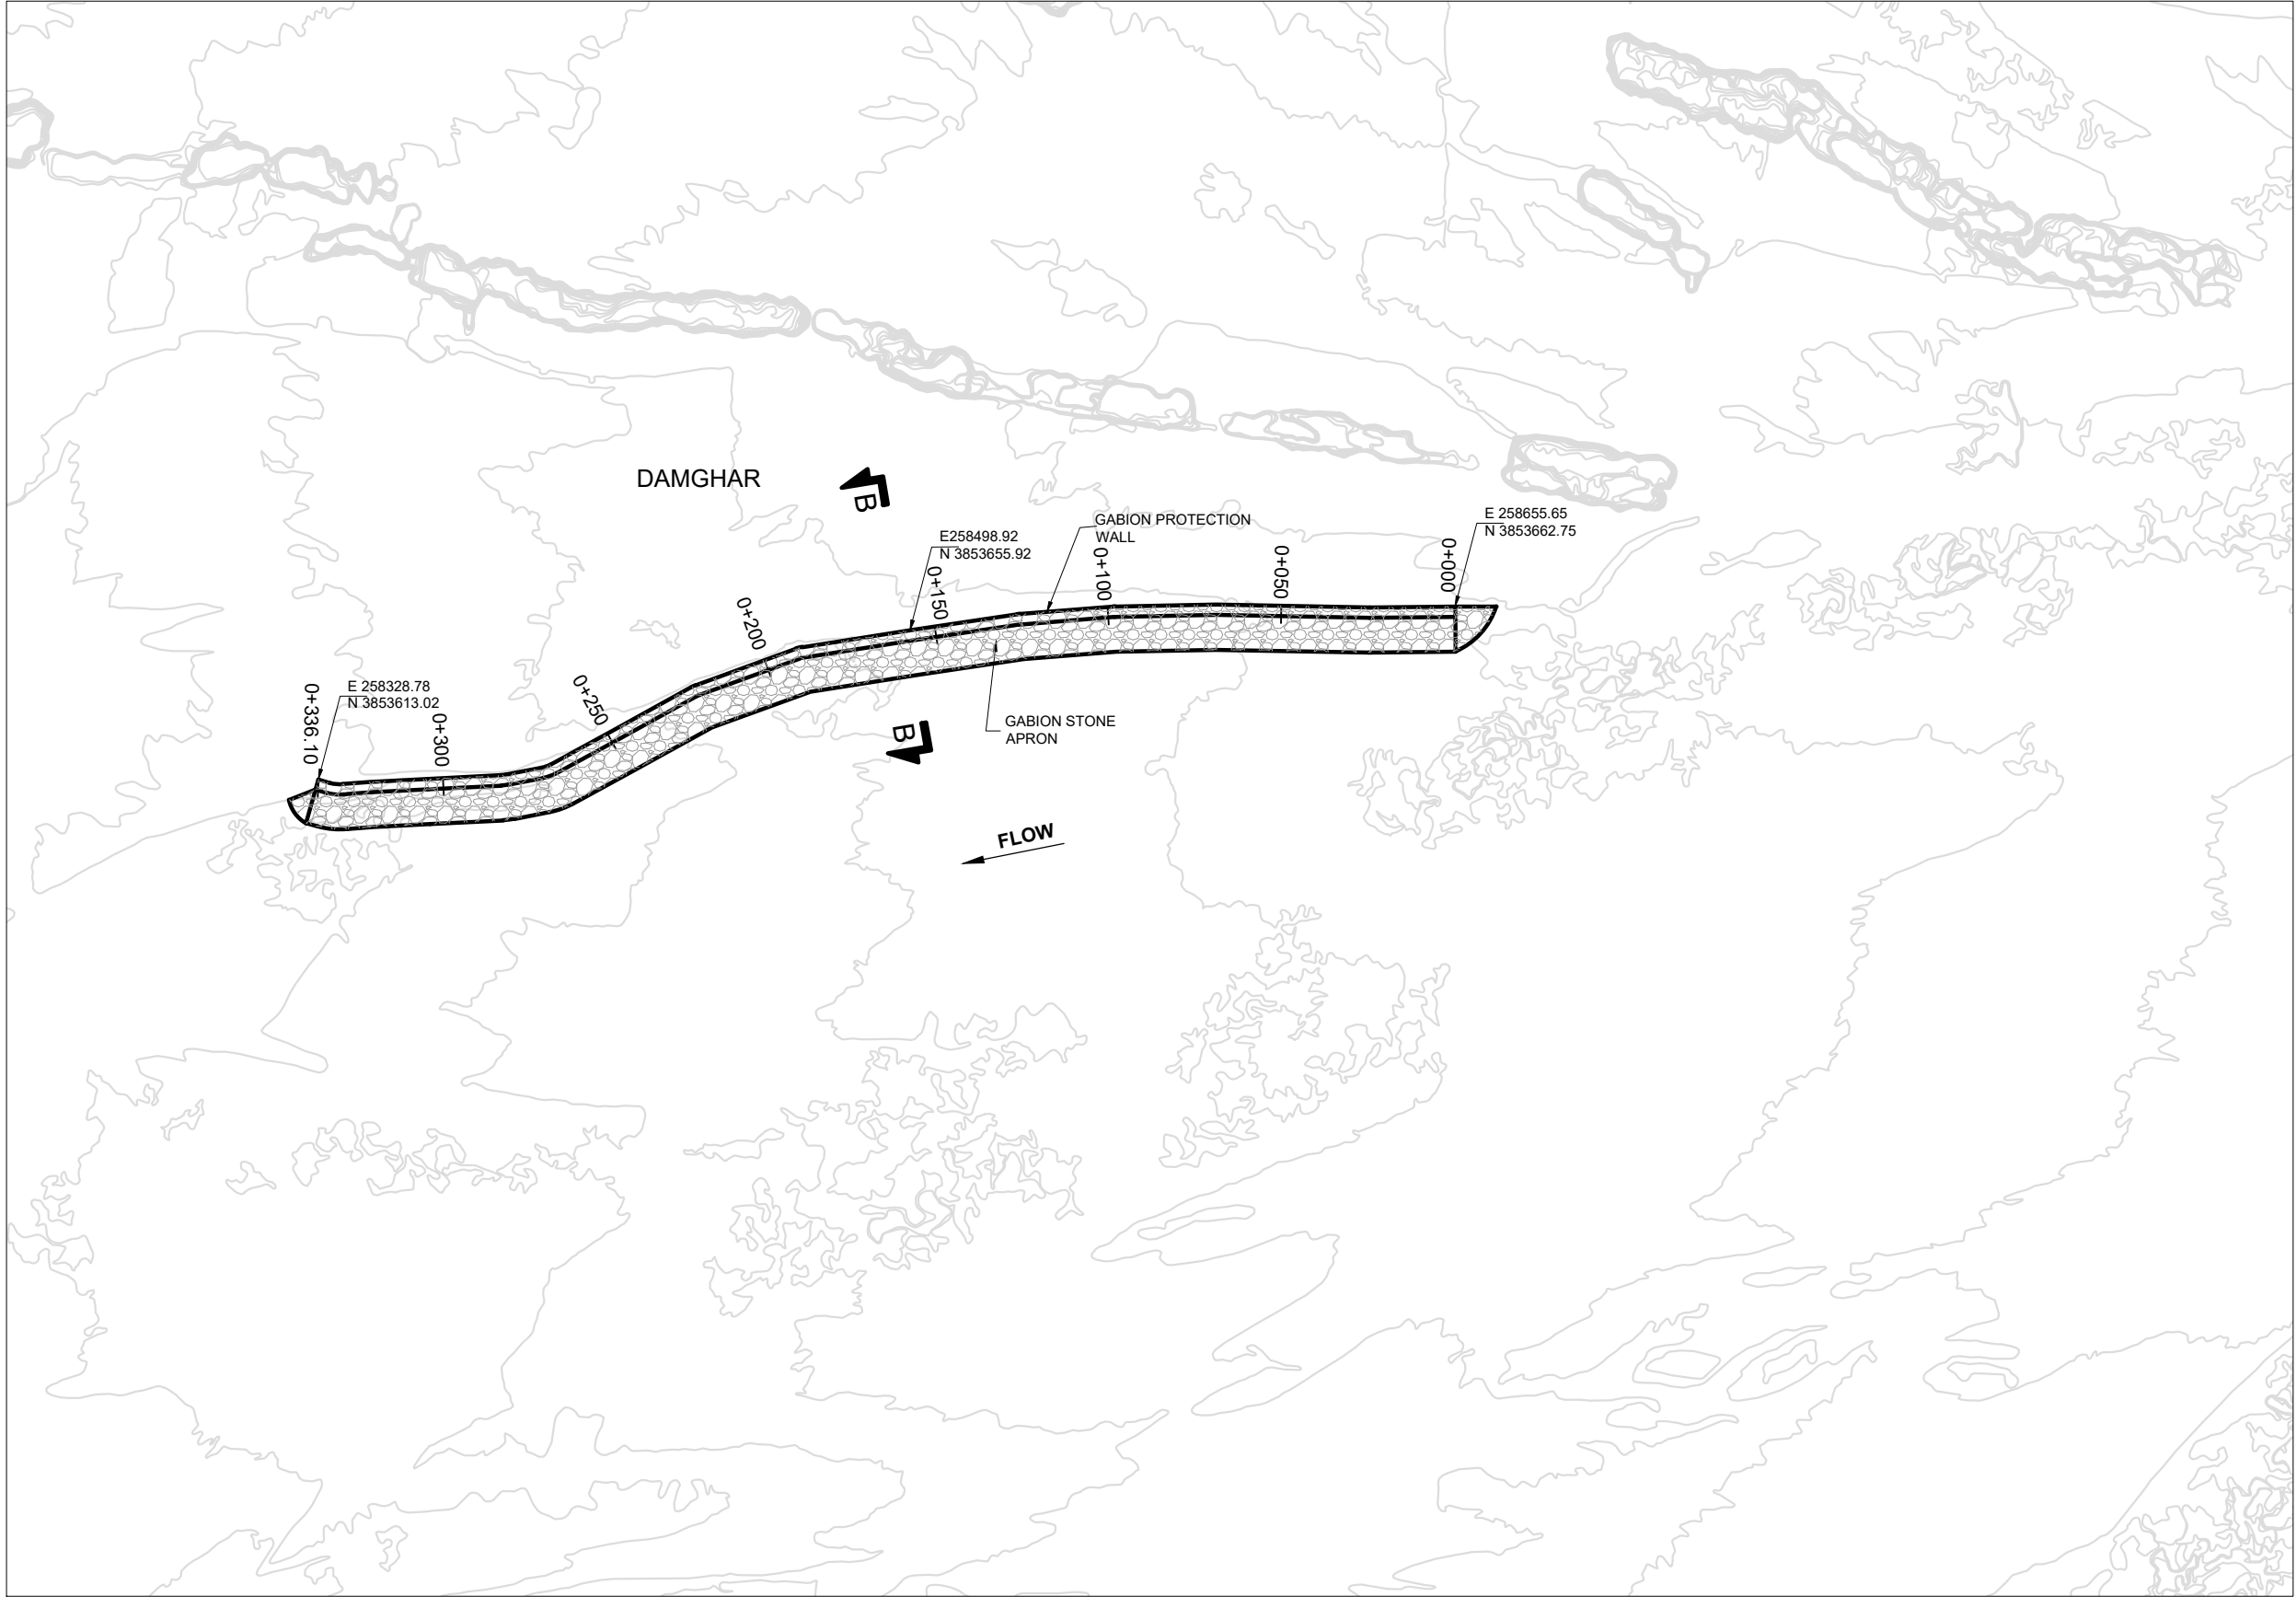 DAMGHAR
B
E258498.92
N 3853655.92
GABION PROTECTION
WALL
E 258655.65
N 3853662.75
0+000
0+050
0+100
0+150
0+200
0+250
0+300
0+336.10
E 258328.78
N 3853613.02
B
GABION STONE
APRON
FLOW